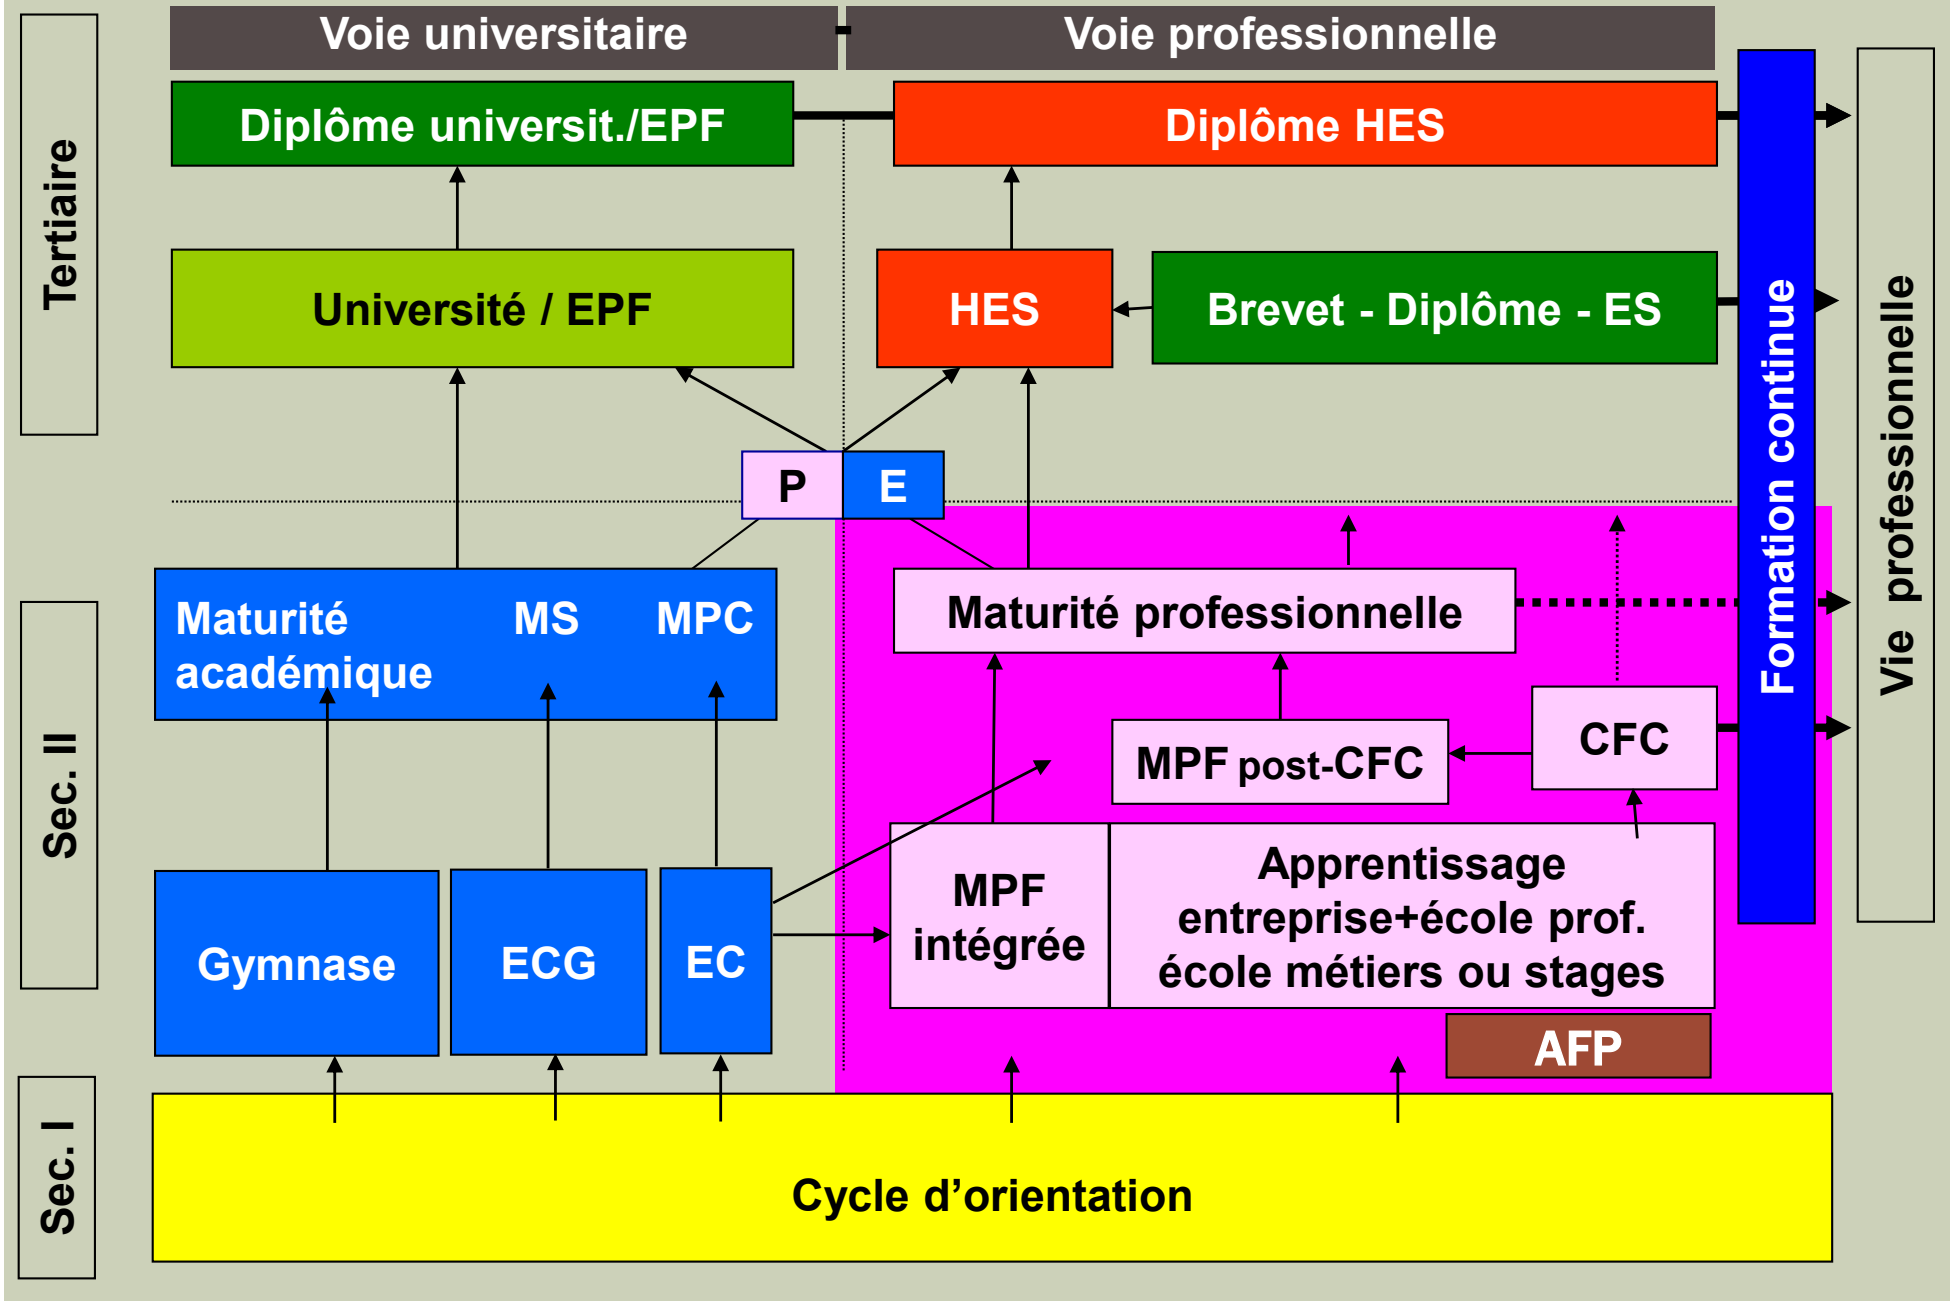 Voie universitaire
Voie professionnelle
Tertiaire
Diplôme universit./EPF
Diplôme HES
Université / EPF
HES
Brevet - Diplôme - ES
Formation continue
Vie professionnelle
P
E
Sec. II
Maturité
académique
MS
MPC
Maturité professionnelle
MPF post-CFC
CFC
Gymnase
ECG
EC
MPF
intégrée
Apprentissage
entreprise+école prof.
école métiers ou stages
AFP
Sec. I
Cycle d’orientation